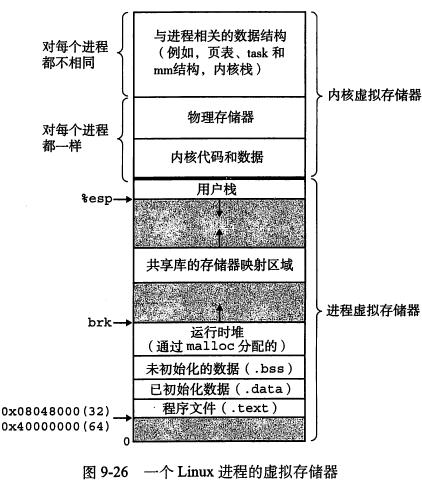 对每个进程
都不相同
与进程相关的数据结构
（例如，页表、task 和
mm结构，内核栈）
内核虚拟存储器
对每个进程
都一样
物理存储器
内核代码和数据
用户栈
%esp
共享库的存储器映射区域
进程虚拟存储器
brk
运行时堆
（通过 malloc 分配的）
未初始化的数据（.bss）
已初始化数据（.data）
程序文件（.text）
0x08048000(32)
0x40000000(64)
0
图 9-26 一个 Linux 进程的虚拟存储器